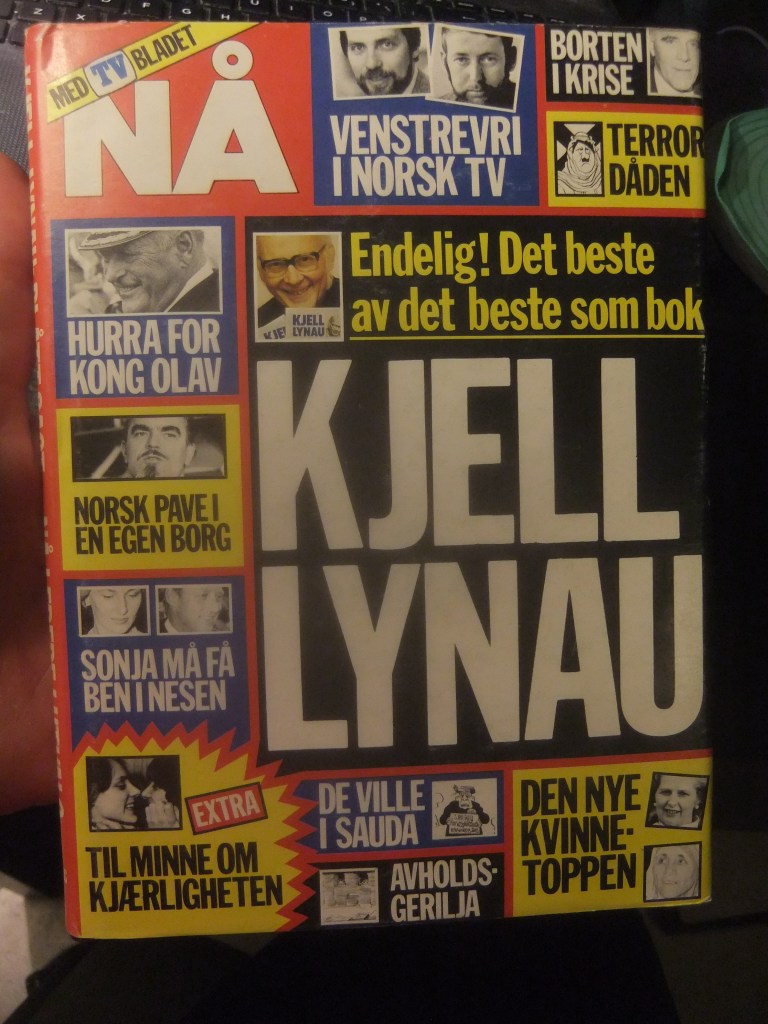 MED TV BLADET
NÅ
VENSTREVRI
I NORSK TV
BORTEN
I KRISE
TERROR
DÅDEN
HURRA FOR
KONG OLAV
Endelig! Det beste
av det beste som bok
KJELL
LYNAU
KJELL
LYNAU
NORSK PAVE I
EN EGEN BORG
SONJA MÅ FÅ
BEN I NESEN
EXTRA
TIL MINNE OM
KJÆRLIGHETEN
DE VILLE
I SAUDA
AVHOLDS-
GERILJA
DEN NYE
KVINNE-
TOPPEN